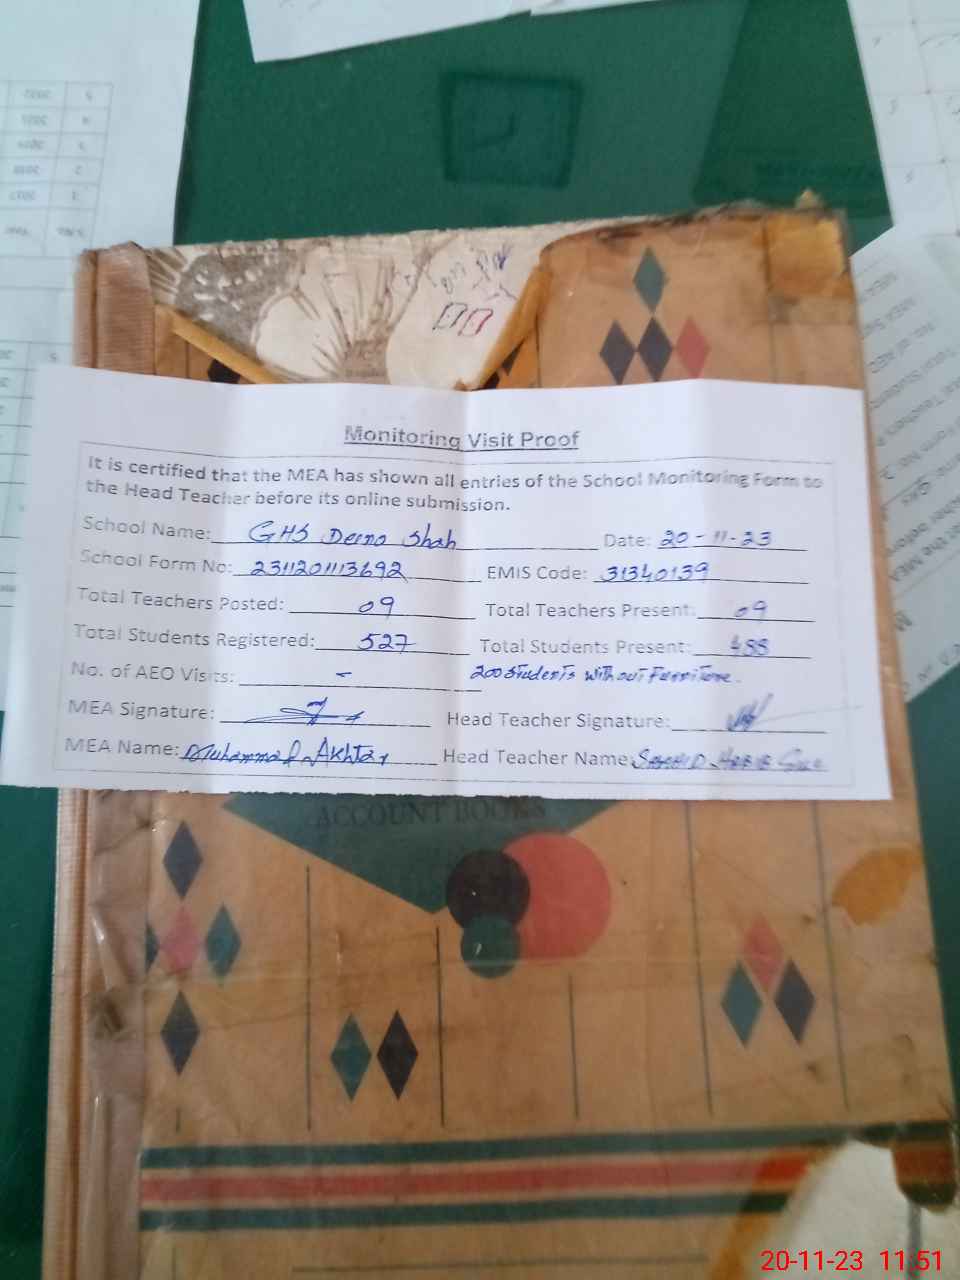 Monitoring Visit Proof
It is certified that the MEA has shown all entries of the School Monitoring Form to
the Head Teacher before its online submission.
School Name: GHS Derno Shah Date: 20-11-23
School Form No: 2311201113692 EMIS Code: 31340139
Total Teachers Posted: 09 Total Teachers Present: 09
Total Students Registered: 527 Total Students Present: 488
No. of AEO Visits: - 200 students without furniture.
MEA Signature: Head Teacher Signature:
MEA Name: Muhammad Akhtar Head Teacher Name:
ACCOUNT BOOKS
20-11-23 11:51